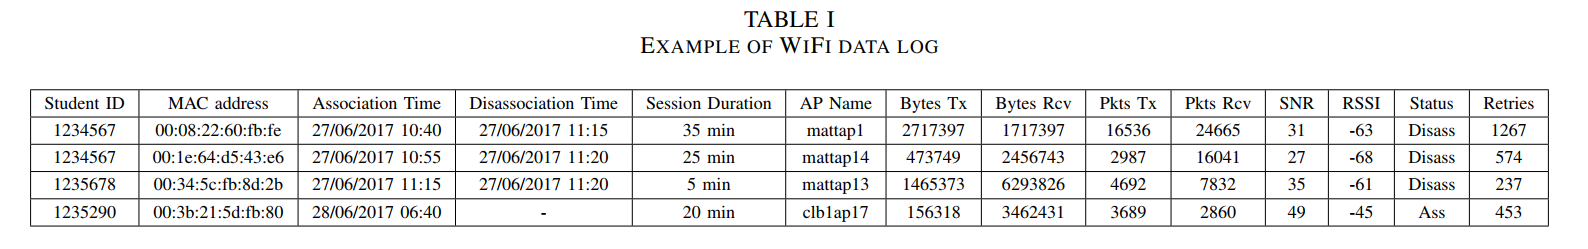 TABLE I
EXAMPLE OF WIFI DATA LOG
Student ID MAC address Association Time Disassociation Time Session Duration AP Name Bytes Tx Bytes Rcv Pkts Tx Pkts Rcv SNR RSSI Status Retries
1234567 00:08:22:60:fb:fe 27/06/2017 10:40 27/06/2017 11:15 35 min mattap1 2717397 1717397 16536 24665 31 -63 Disass 1267
1234567 00:1e:64:d5:43:e6 27/06/2017 10:55 27/06/2017 11:20 25 min mattap14 473749 2456743 2987 16041 27 -68 Disass 574
1235678 00:34:5c:fb:8d:2b 27/06/2017 11:15 27/06/2017 11:20 5 min mattap13 1465373 6293826 4692 7832 35 -61 Disass 237
1235290 00:3b:21:5d:fb:80 28/06/2017 06:40 - 20 min clb1ap17 156318 3462431 3689 2860 49 -45 Ass 453